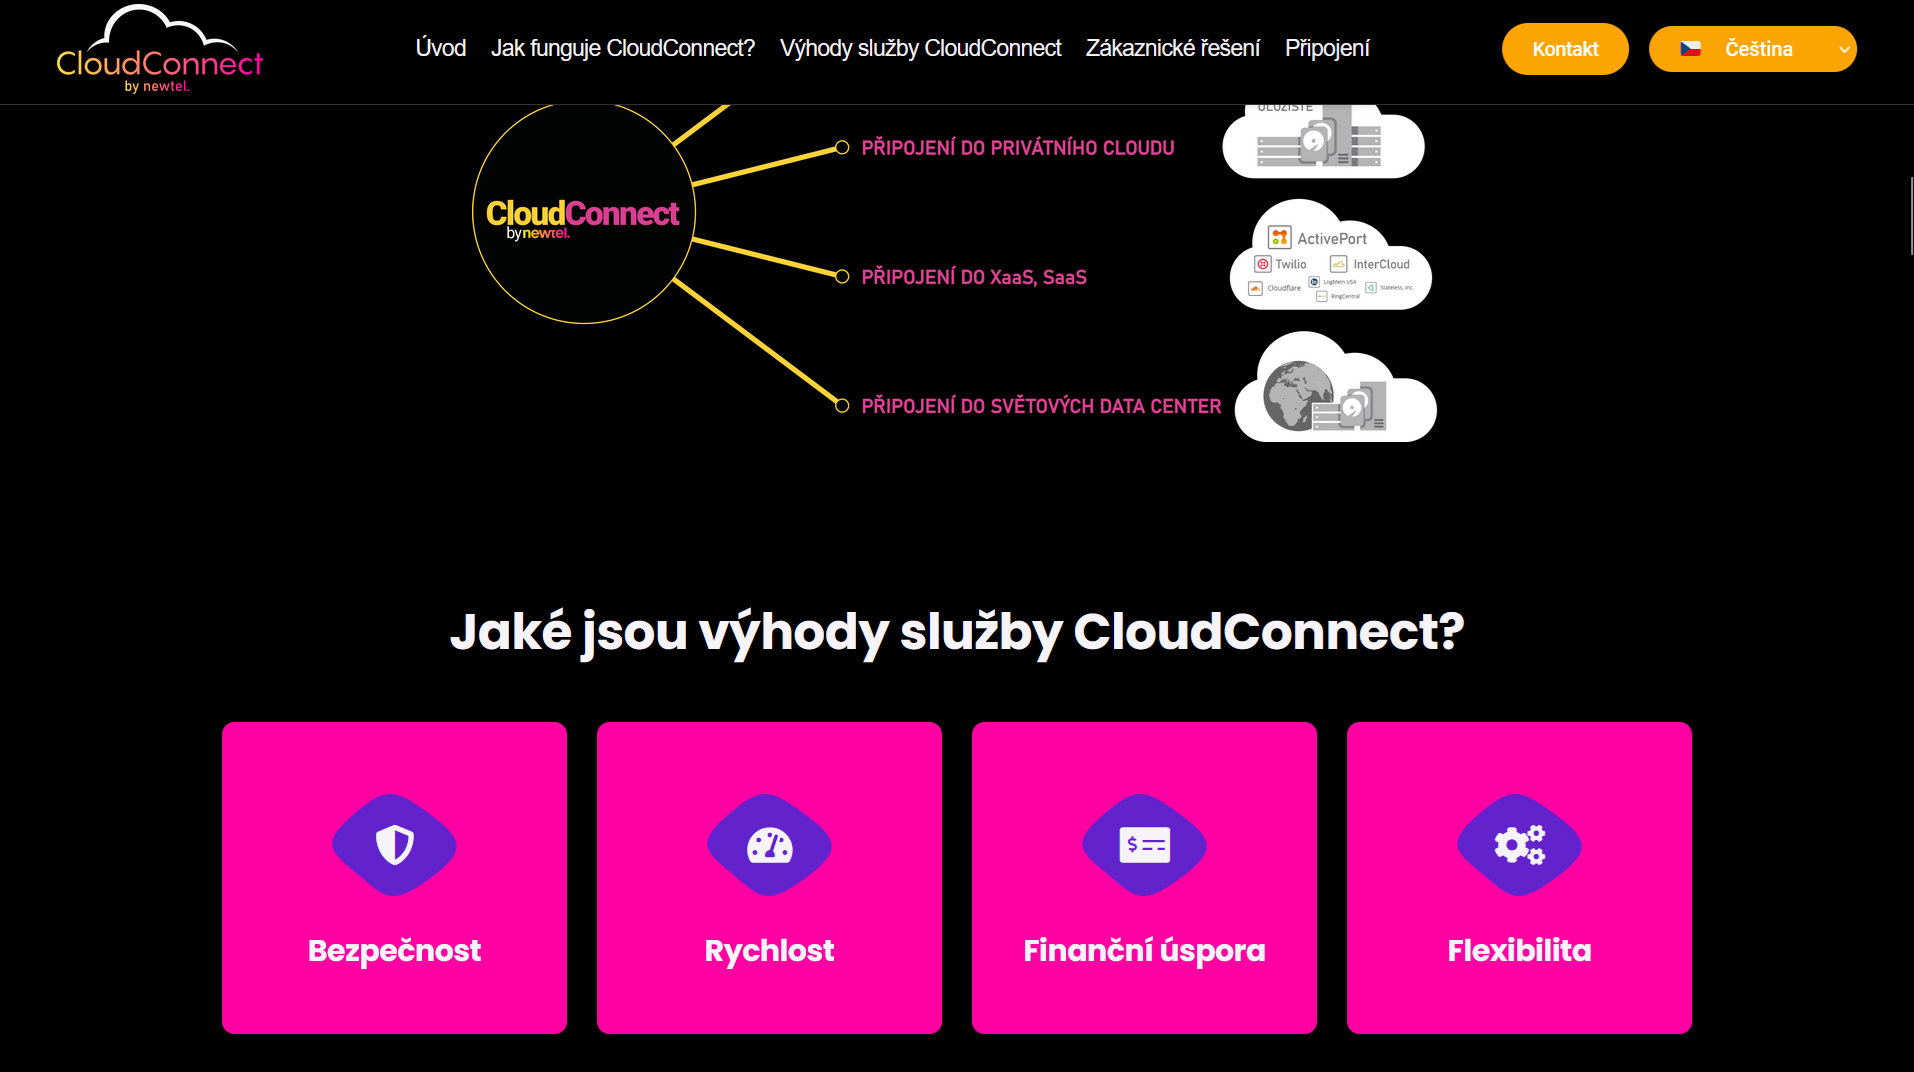 CloudConnect
by newtel.
Úvod
Jak funguje CloudConnect?
Výhody služby CloudConnect
Zákaznické řešení
Připojení
Kontakt
Čeština
ÚLOŽIŠTĚ
PŘIPOJENÍ DO PRIVÁTNÍHO CLOUDU
CloudConnect
by newtel.
ActivePort
Twilio
InterCloud
PŘIPOJENÍ DO XaaS, SaaS
Cloudflare
LogMein USA
Stateless, Inc.
RingCentral
PŘIPOJENÍ DO SVĚTOVÝCH DATA CENTER
Jaké jsou výhody služby CloudConnect?
Bezpečnost
Rychlost
Finanční úspora
Flexibilita